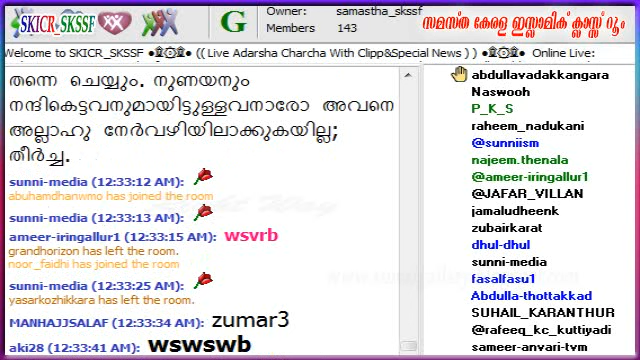 SKICR_SKSSF
G
Owner: samastha_skssf
Members 143
സമസ്ത കേരള ഇസ്ലാമിക് ക്ലാസ്സ് റൂം
Welcome to SKICR_SKSSF (( Live Adarsha Charcha With Clipp&Special News ) ) Online Live:
തന്നെ ചെയ്യും. നുണയനും
നന്ദികെട്ടവനുമായിട്ടുള്ളവനാരോ അവനെ
അല്ലാഹു നേർവഴിയിലാക്കുകയില്ല;
തീർച്ച.
sunni-media (12:33:12 AM):
abuhamdhanwmo has joined the room
sunni-media (12:33:13 AM):
ameer-iringallur1 (12:33:15 AM): wsvrb
grandhorizon has left the room.
noor_faidhi has joined the room
sunni-media (12:33:25 AM):
yasarkozhikkara has left the room.
MANHAJJSALAF (12:33:34 AM): zumar3
aki28 (12:33:41 AM): wswswb
abdullavadakkangara
Naswooh
P_K_S
raheem_nadukani
@sunniism
najeem.thenala
@ameer-iringallur1
@JAFAR_VILLAN
jamaludheenk
zubairkarat
dhul-dhul
sunni-media
fasalfasu1
Abdulla-thottakkad
SUHAIL_KARANTHUR
@rafeeq_kc_kuttiyadi
sameer-anvari-tvm